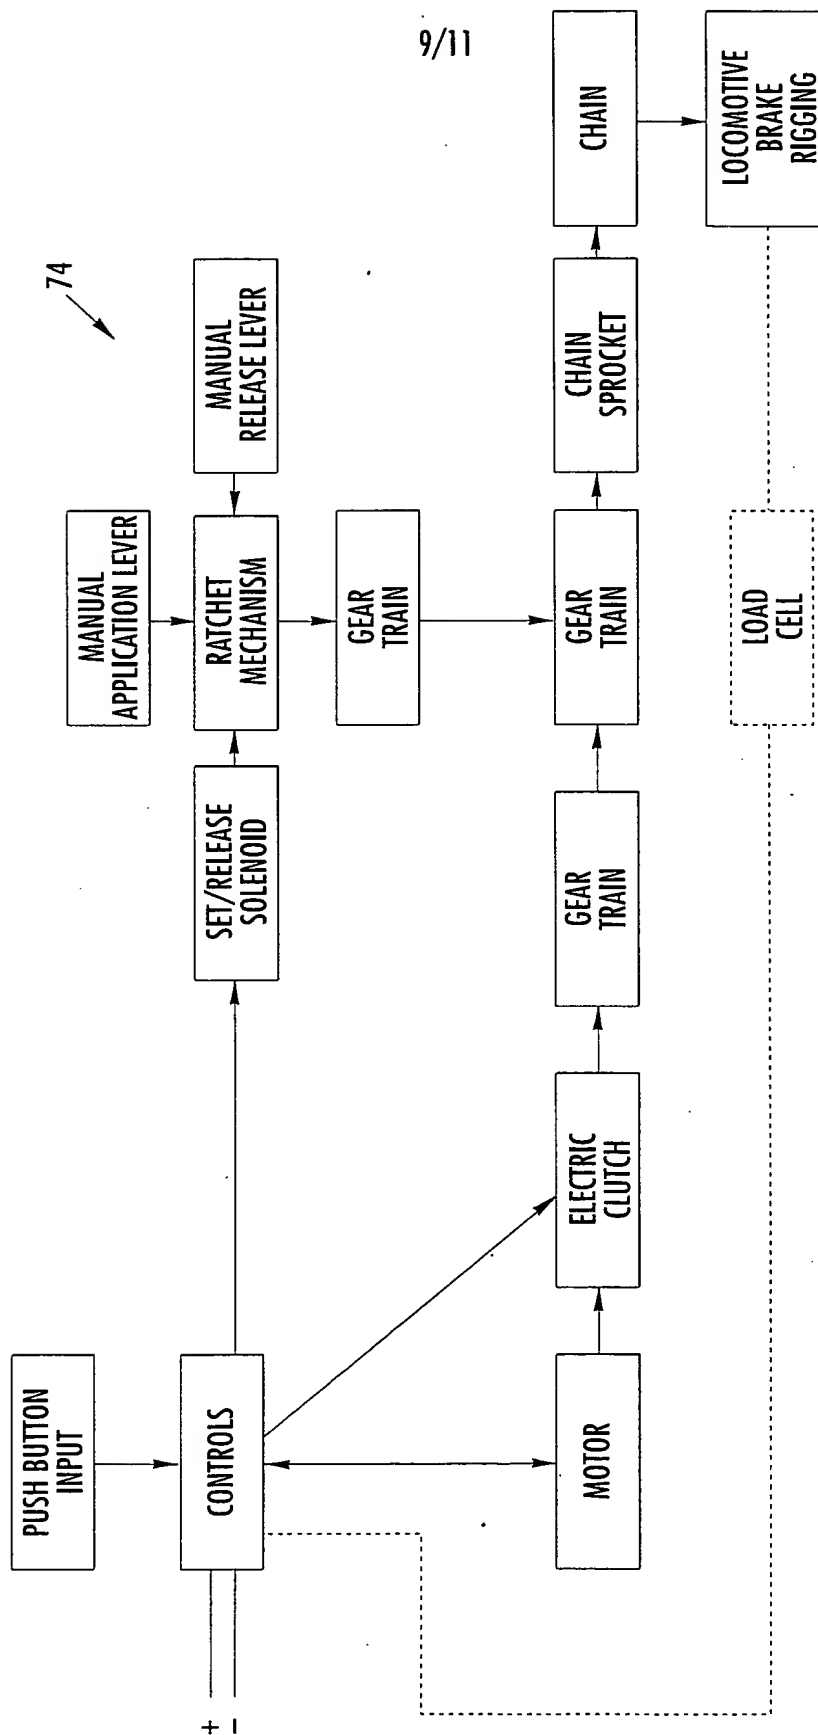 9/11
74
PUSH BUTTON
INPUT
CONTROLS
+
–
SET/RELEASE
SOLENOID
MANUAL
APPLICATION LEVER
RATCHET
MECHANISM
MANUAL
RELEASE LEVER
GEAR
TRAIN
MOTOR
ELECTRIC
CLUTCH
GEAR
TRAIN
GEAR
TRAIN
CHAIN
SPROCKET
CHAIN
LOCOMOTIVE
BRAKE
RIGGING
LOAD
CELL